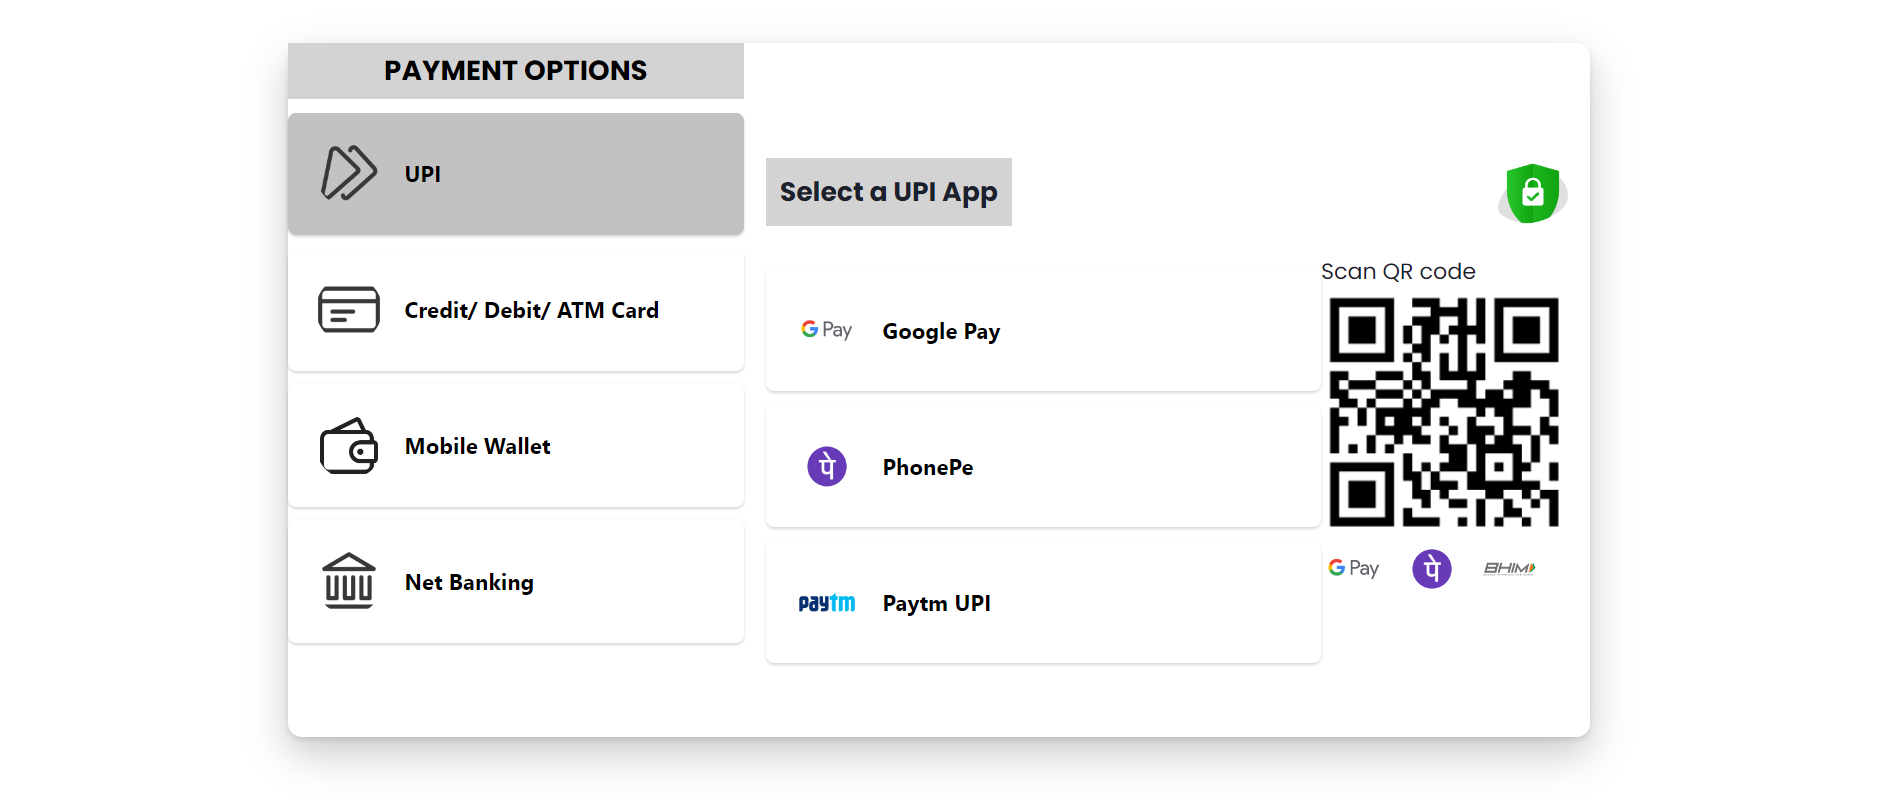 PAYMENT OPTIONS
UPI
Credit/ Debit/ ATM Card
Mobile Wallet
Net Banking
Select a UPI App
G Pay Google Pay
पे PhonePe
paytm Paytm UPI
Scan QR code
G Pay पे BHIM